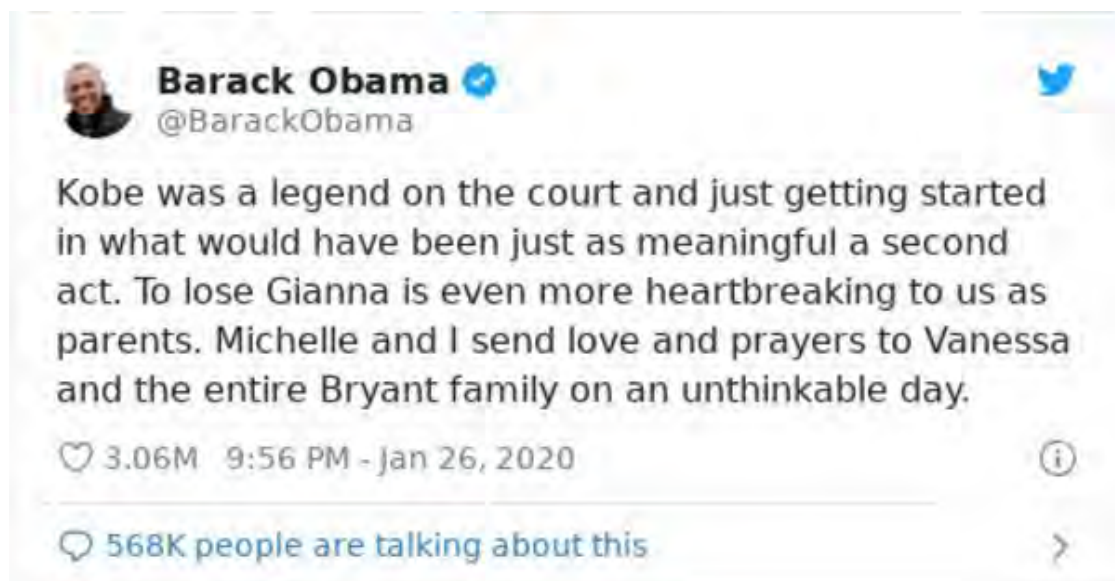 Barack Obama
@BarackObama
Kobe was a legend on the court and just getting started
in what would have been just as meaningful a second
act. To lose Gianna is even more heartbreaking to us as
parents. Michelle and I send love and prayers to Vanessa
and the entire Bryant family on an unthinkable day.
3.06M 9:56 PM - Jan 26, 2020
568K people are talking about this